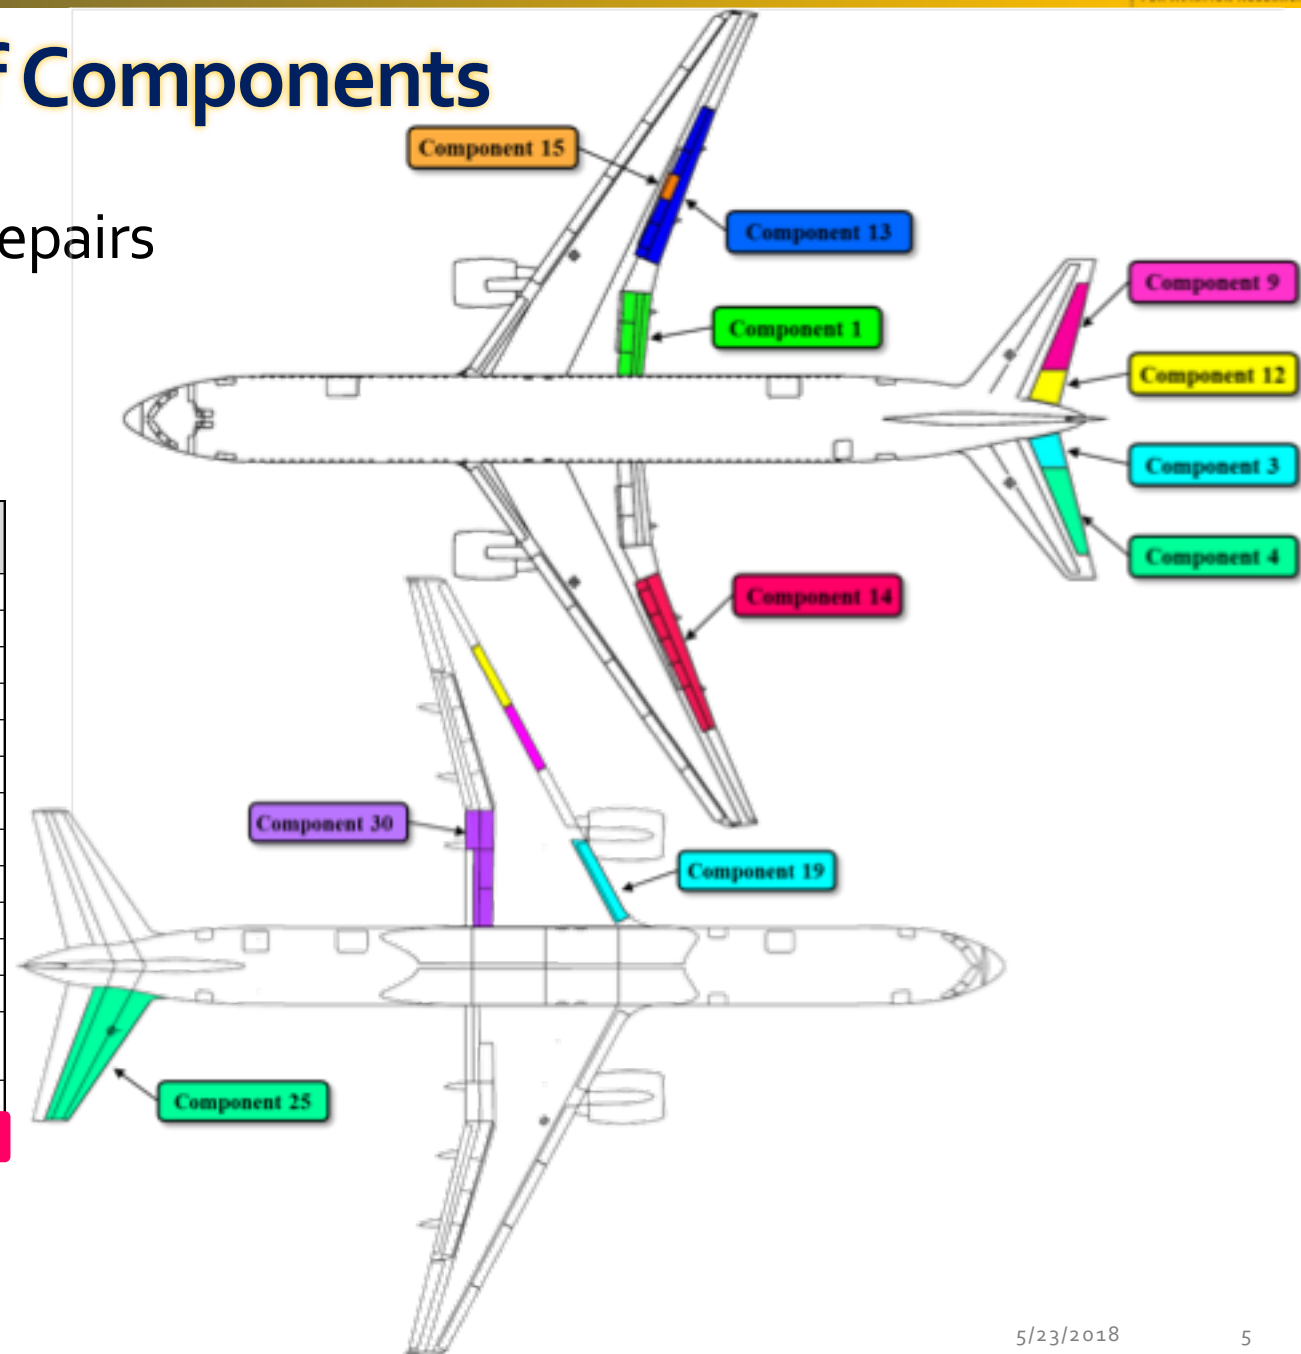 f Components
epairs
Component 15
Component 13
Component 9
Component 1
Component 12
Component 3
Component 4
Component 14
Component 30
Component 19
Component 25
5/23/2018
5